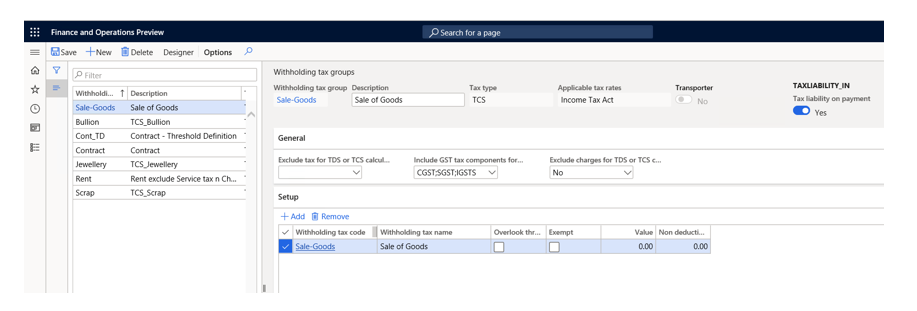 Finance and Operations Preview
Search for a page
Save New Delete Designer Options
Filter
Withholdi... ↑ Description
Sale-Goods Sale of Goods
Bullion TCS_Bullion
Cont_TD Contract - Threshold Definition
Contract Contract
Jewellery TCS_Jewellery
Rent Rent exclude Service tax n Ch...
Scrap TCS_Scrap
Withholding tax groups
Withholding tax group Description Tax type Applicable tax rates Transporter TAXLIABILITY_IN
Sale-Goods Sale of Goods TCS Income Tax Act No Tax liability on payment
Yes
General
Exclude tax for TDS or TCS calcul... Include GST tax components for... Exclude charges for TDS or TCS c...
CGST;SGST;IGSTS No
Setup
+ Add Remove
Withholding tax code Withholding tax name Overlook thr... Exempt Value Non deducti...
Sale-Goods Sale of Goods 0.00 0.00